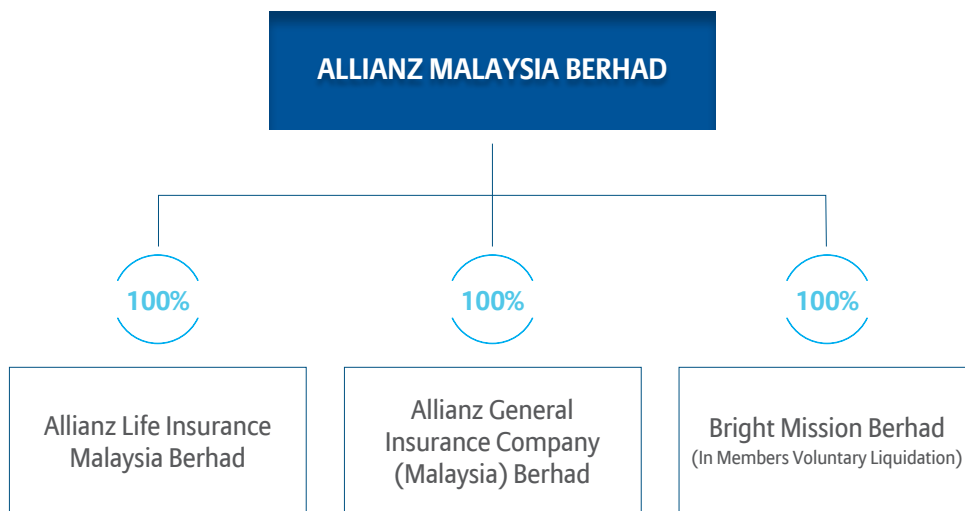 ALLIANZ MALAYSIA BERHAD
100%
100%
100%
Allianz Life Insurance
Malaysia Berhad
Allianz General
Insurance Company
(Malaysia) Berhad
Bright Mission Berhad
(In Members Voluntary Liquidation)